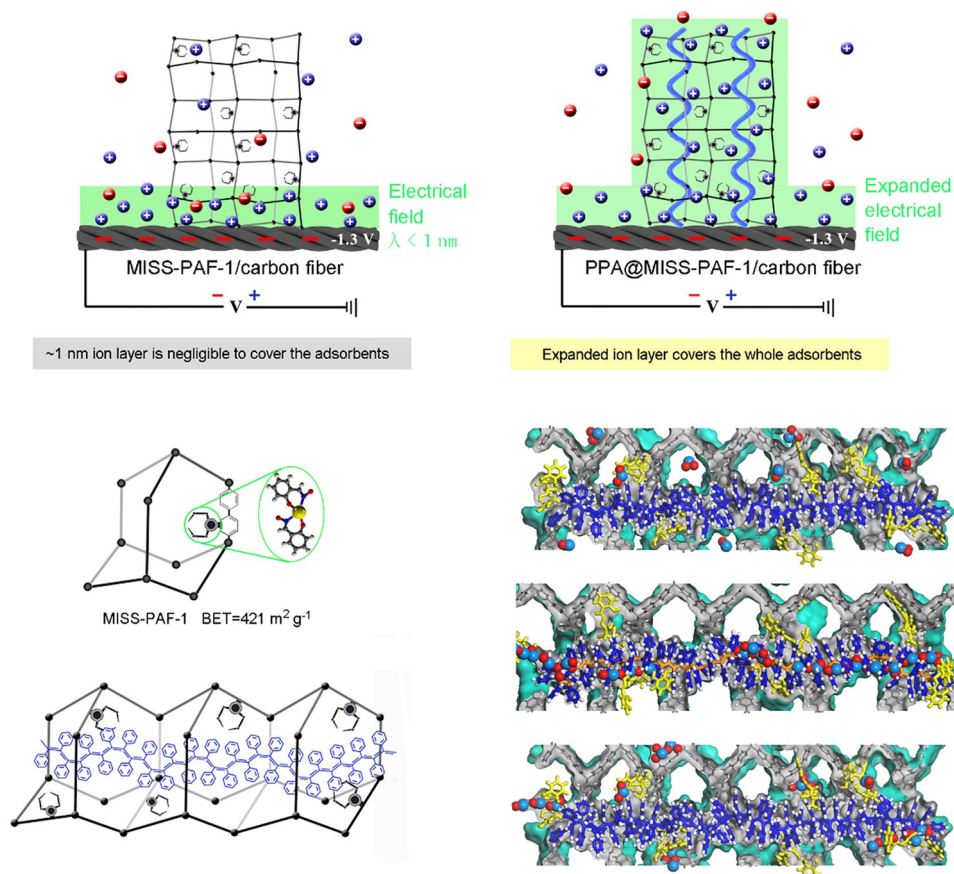 Electrical
field
λ < 1 nm
-1.3 V
MISS-PAF-1/carbon fiber
− V +
~1 nm ion layer is negligible to cover the adsorbents
Expanded
electrical
field
-1.3 V
PPA@MISS-PAF-1/carbon fiber
− V +
Expanded ion layer covers the whole adsorbents
MISS-PAF-1 BET=421 m² g⁻¹